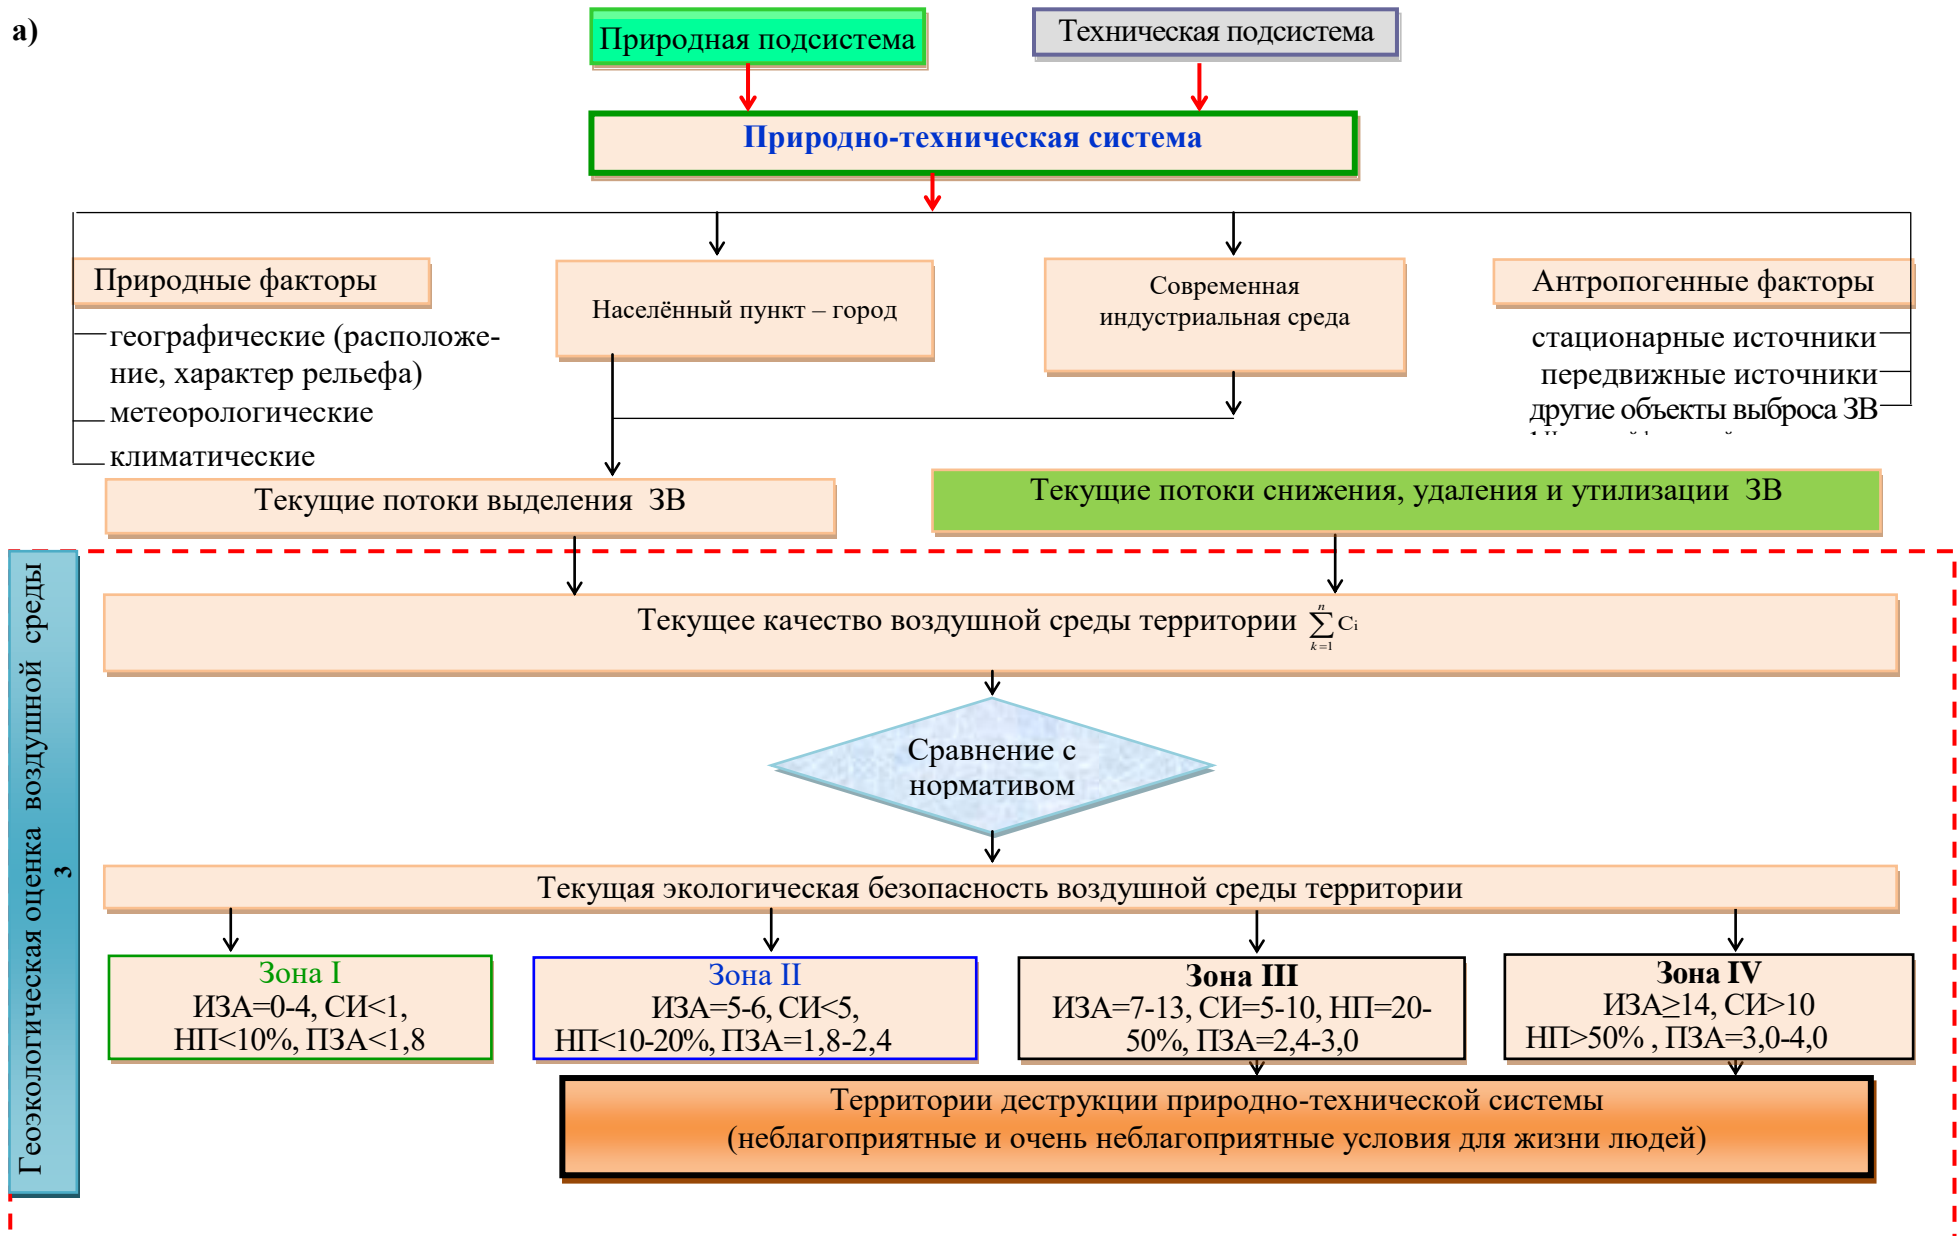 а)
Природная подсистема
Техническая подсистема
Природно-техническая система
Природные факторы
географические (расположе-
ние, характер рельефа)
метеорологические
климатические
Населённый пункт – город
Современная
индустриальная среда
Антропогенные факторы
стационарные источники
передвижные источники
другие объекты выброса ЗВ
Текущие потоки выделения ЗВ
Текущие потоки снижения, удаления и утилизации ЗВ
Геоэкологическая оценка воздушной среды
3
Текущее качество воздушной среды территории $\sum_{k=1}^{n} C_i$
Сравнение с
нормативом
Текущая экологическая безопасность воздушной среды территории
Зона I
ИЗА=0-4, СИ<1,
НП<10%, ПЗА<1,8
Зона II
ИЗА=5-6, СИ<5,
НП<10-20%, ПЗА=1,8-2,4
Зона III
ИЗА=7-13, СИ=5-10, НП=20-
50%, ПЗА=2,4-3,0
Зона IV
ИЗА≥14, СИ>10
НП>50% , ПЗА=3,0-4,0
Территории деструкции природно-технической системы
(неблагоприятные и очень неблагоприятные условия для жизни людей)